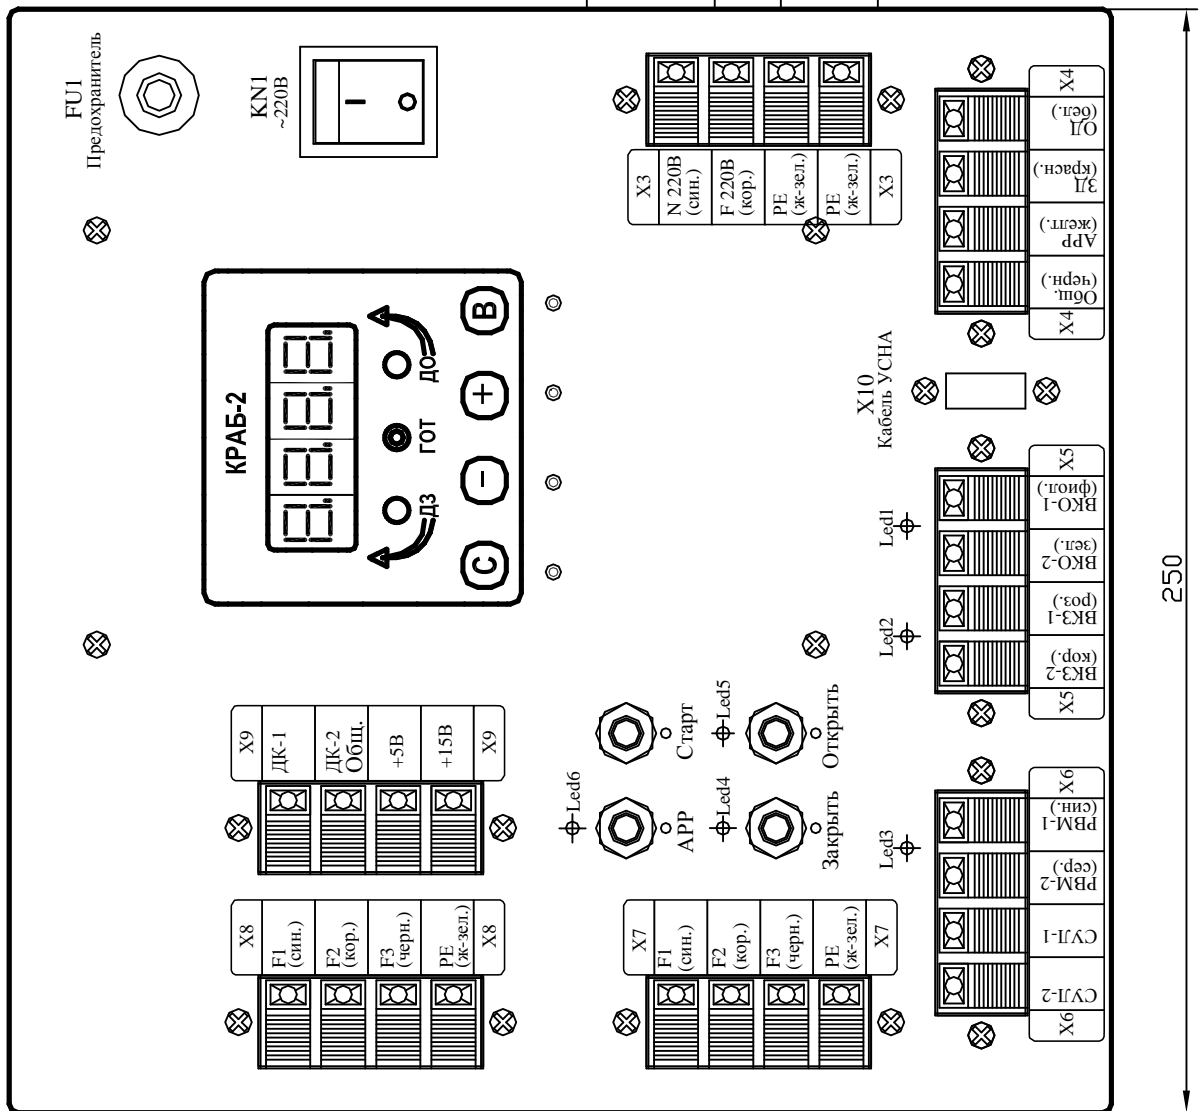 FU1
Предохранитель
KN1
~220В
X3
N 220В
(син.)
F 220В
(кор.)
PE
(ж-зел.)
PE
(ж-зел.)
X3
X4
ОД
(бел.)
ЗД
(красн.)
АРР
(желт.)
Общ.
(черн.)
X4
КРАБ-2
ДО
ГОТ
ДЗ
В
+
-
С
X10
Кабель УСНА
X5
ВКО-1
(фиол.)
ВКО-2
(зел.)
ВКЗ-1
(роз.)
ВКЗ-2
(кор.)
X5
Led1
Led2
250
X9
ДК-1
ДК-2
Общ.
+5В
+15В
X9
Старт
Led5
Открыть
Led6
АРР
Led4
Закрыть
Led3
X6
РВМ-1
(син.)
РВМ-2
(сер.)
СУЛ-1
СУЛ-2
X6
X8
F1
(син.)
F2
(кор.)
F3
(черн.)
PE
(ж-зел.)
X8
X7
F1
(син.)
F2
(кор.)
F3
(черн.)
PE
(ж-зел.)
X7